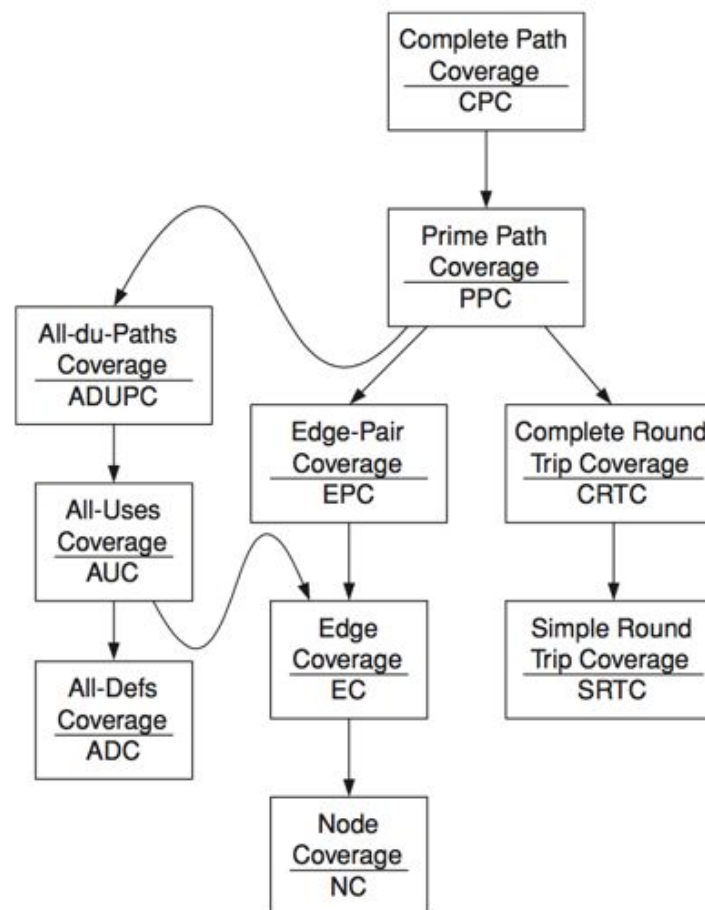 Complete Path
Coverage
CPC
Prime Path
Coverage
PPC
All-du-Paths
Coverage
ADUPC
Edge-Pair
Coverage
EPC
Complete Round
Trip Coverage
CRTC
All-Uses
Coverage
AUC
Edge
Coverage
EC
Simple Round
Trip Coverage
SRTC
All-Defs
Coverage
ADC
Node
Coverage
NC